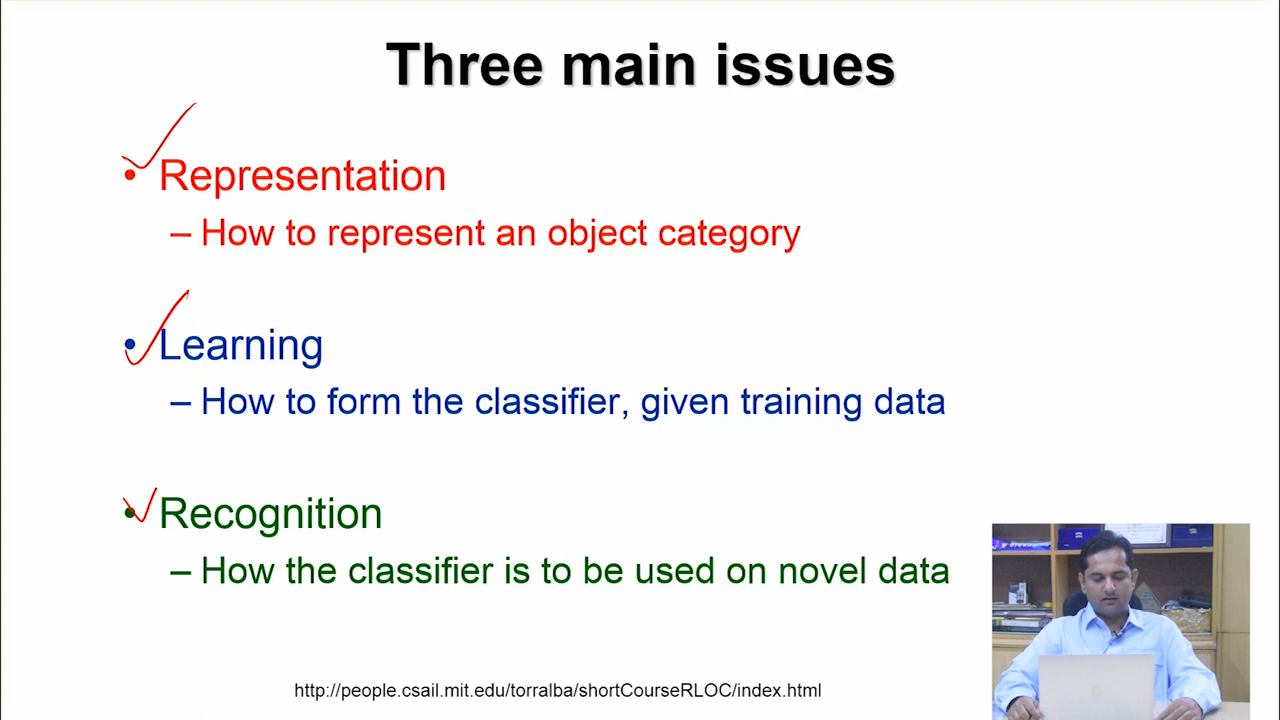 Three main issues
• Representation
– How to represent an object category
• Learning
– How to form the classifier, given training data
• Recognition
– How the classifier is to be used on novel data
http://people.csail.mit.edu/torralba/shortCourseRLOC/index.html